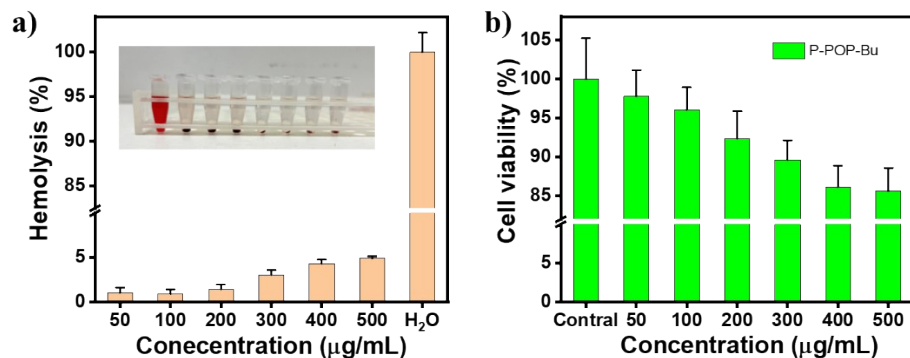 a)
Hemolysis (%)
100
95
90
85
5
0
50 100 200 300 400 500 H₂O
Conecentration (μg/mL)
b)
P-POP-Bu
Cell viability (%)
105
100
95
90
85
5
0
Contral 50 100 200 300 400 500
Concentration (μg/mL)